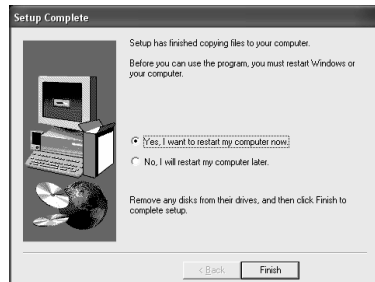 Setup Complete
Setup has finished copying files to your computer.
Before you can use the program, you must restart Windows or
your computer.
Yes, I want to restart my computer now.
No, I will restart my computer later.
Remove any disks from their drives, and then click Finish to
complete setup.
< Back
Finish